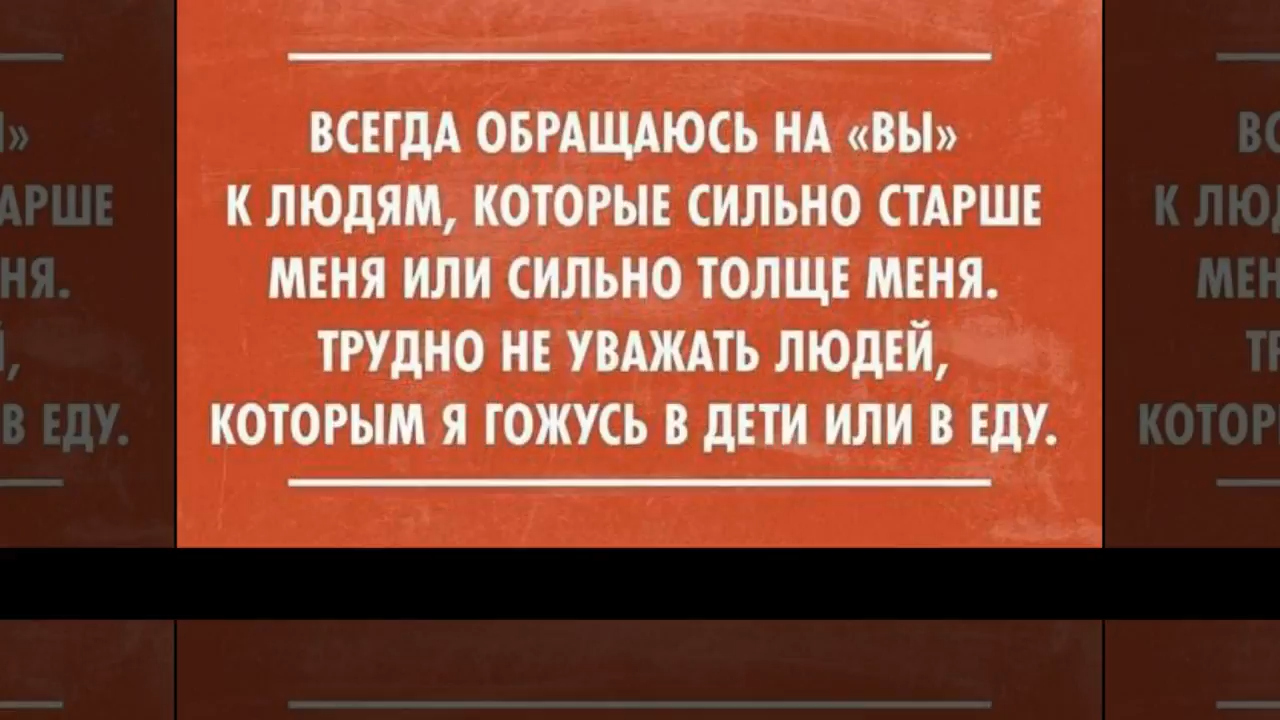 ВСЕГДА ОБРАЩАЮСЬ НА «ВЫ»
К ЛЮДЯМ, КОТОРЫЕ СИЛЬНО СТАРШЕ
МЕНЯ ИЛИ СИЛЬНО ТОЛЩЕ МЕНЯ.
ТРУДНО НЕ УВАЖАТЬ ЛЮДЕЙ,
КОТОРЫМ Я ГОЖУСЬ В ДЕТИ ИЛИ В ЕДУ.